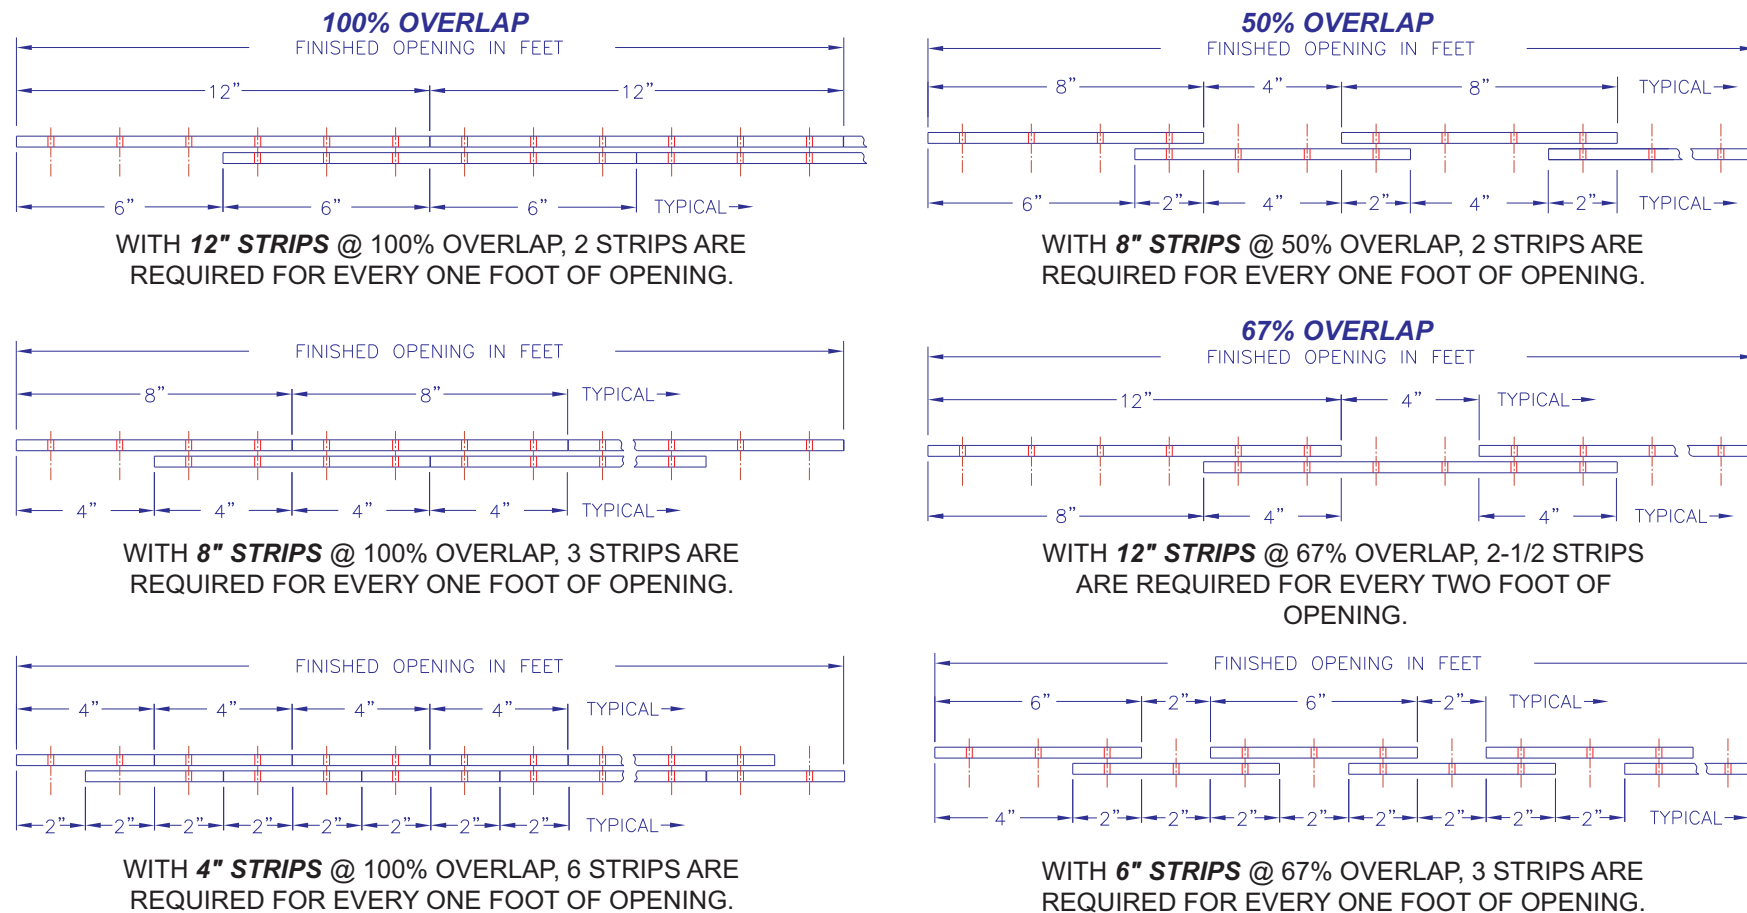 100% OVERLAP
FINISHED OPENING IN FEET
12” 12”
6” 6” 6” TYPICAL
WITH 12" STRIPS @ 100% OVERLAP, 2 STRIPS ARE
REQUIRED FOR EVERY ONE FOOT OF OPENING.
FINISHED OPENING IN FEET
8” 8” TYPICAL
4” 4” 4” 4” TYPICAL
WITH 8" STRIPS @ 100% OVERLAP, 3 STRIPS ARE
REQUIRED FOR EVERY ONE FOOT OF OPENING.
FINISHED OPENING IN FEET
4” 4” 4” 4” TYPICAL
2” 2” 2” 2” 2” 2” 2” 2” TYPICAL
WITH 4" STRIPS @ 100% OVERLAP, 6 STRIPS ARE
REQUIRED FOR EVERY ONE FOOT OF OPENING.
50% OVERLAP
FINISHED OPENING IN FEET
8” 4” 8” TYPICAL
6” 2” 4” 2” 4” 2” TYPICAL
WITH 8" STRIPS @ 50% OVERLAP, 2 STRIPS ARE
REQUIRED FOR EVERY ONE FOOT OF OPENING.
67% OVERLAP
FINISHED OPENING IN FEET
12” 4” TYPICAL
8” 4” 4” TYPICAL
WITH 12" STRIPS @ 67% OVERLAP, 2-1/2 STRIPS
ARE REQUIRED FOR EVERY TWO FOOT OF
OPENING.
FINISHED OPENING IN FEET
6” 2” 6” 2” TYPICAL
4” 2” 2” 2” 2” 2” 2” 2” 2” TYPICAL
WITH 6" STRIPS @ 67% OVERLAP, 3 STRIPS ARE
REQUIRED FOR EVERY ONE FOOT OF OPENING.